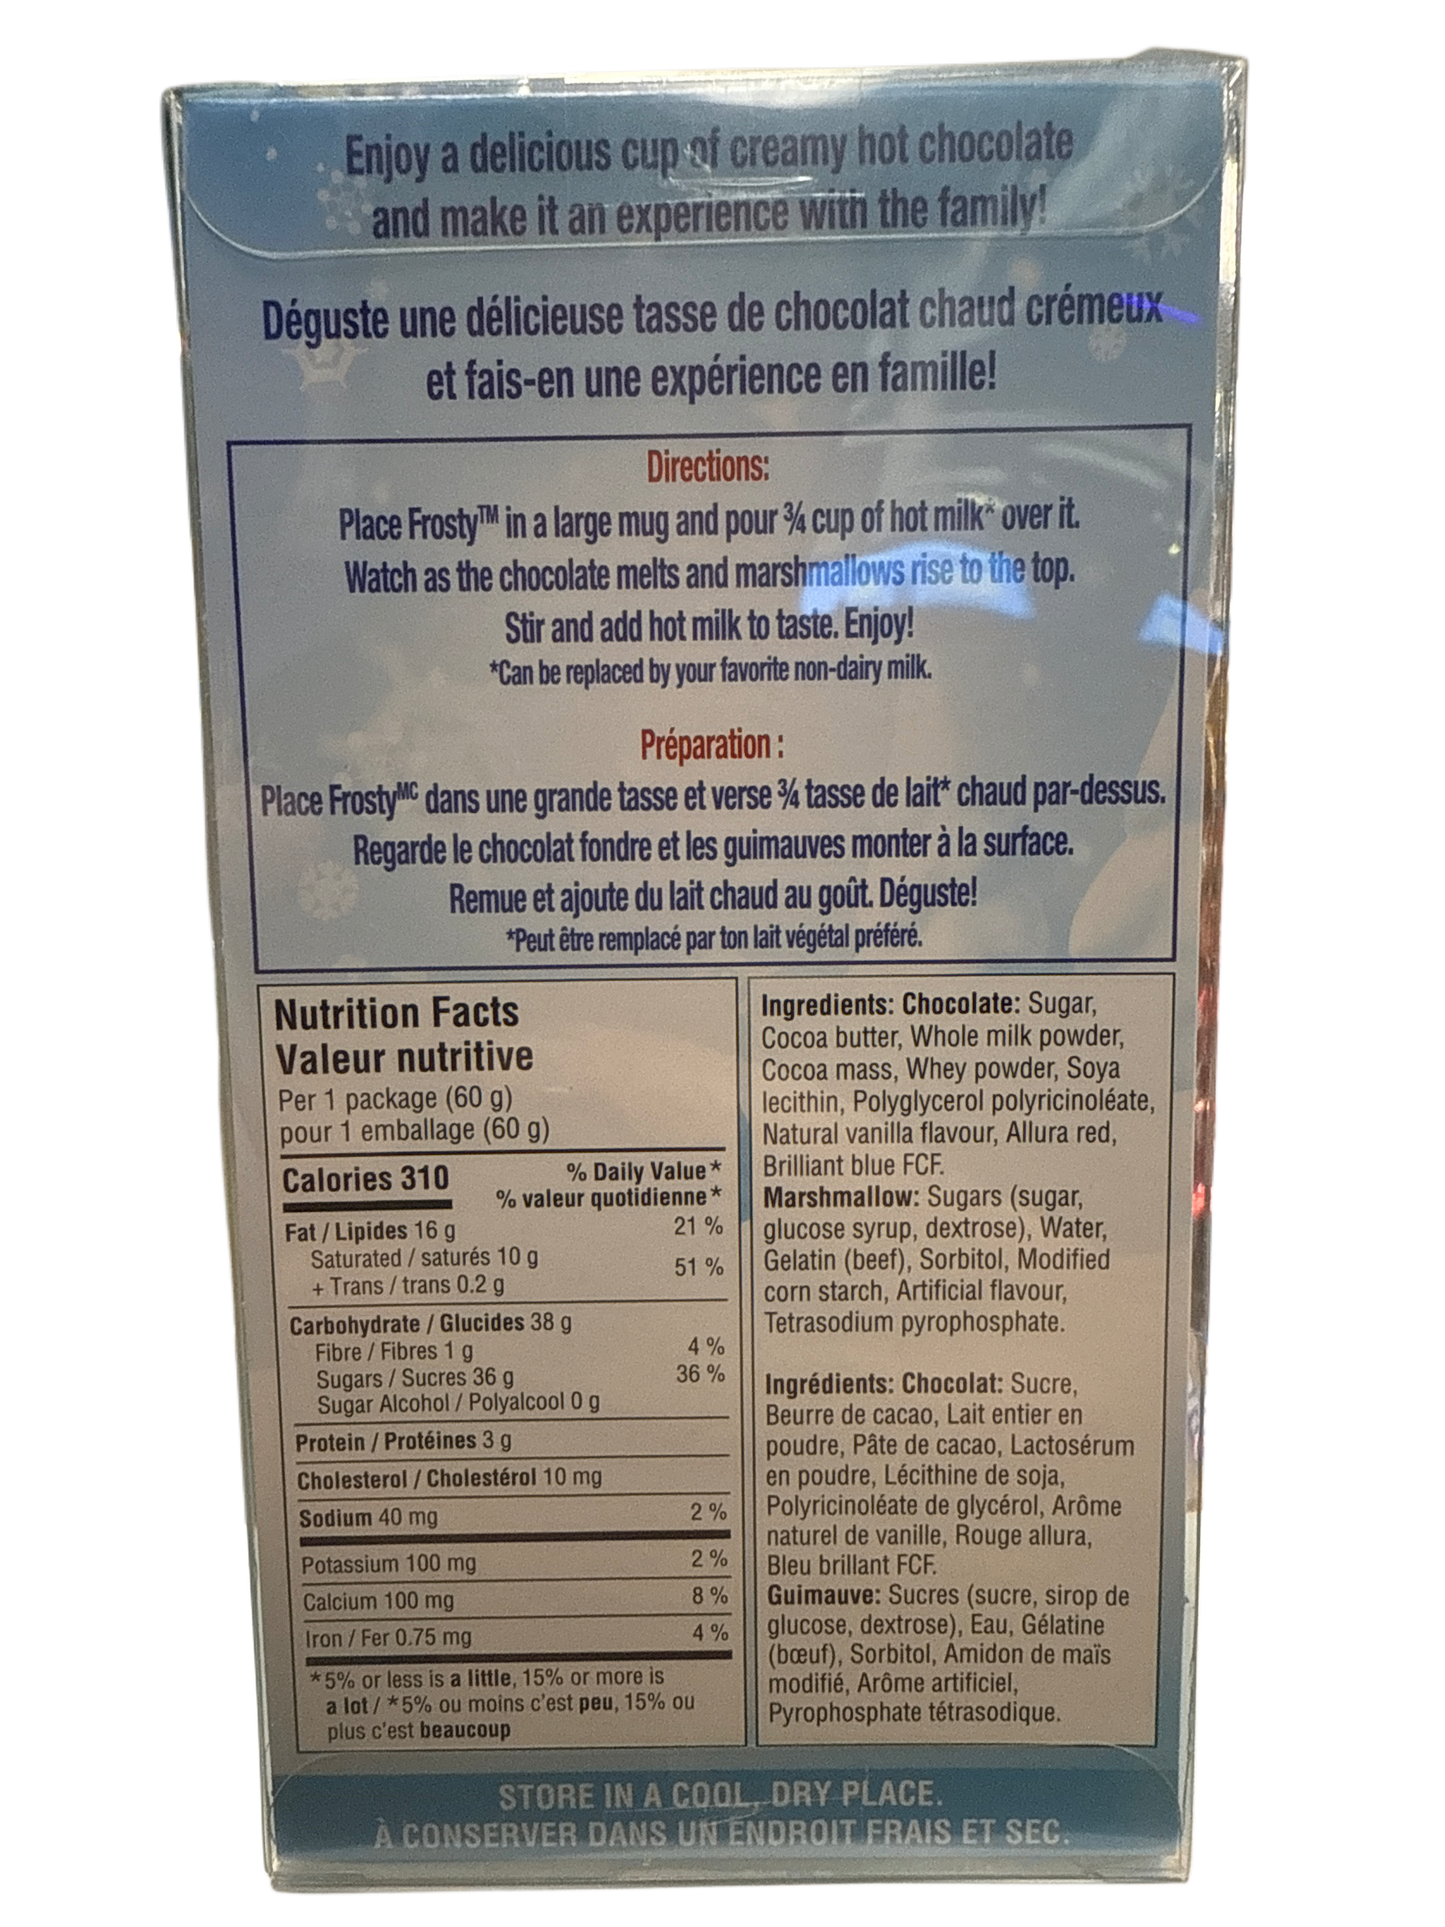 Enjoy a delicious cup of creamy hot chocolate
and make it an experience with the family!
Déguste une délicieuse tasse de chocolat chaud crémeux
et fais-en une expérience en famille!
Directions:
Place Frosty™ in a large mug and pour ¾ cup of hot milk* over it.
Watch as the chocolate melts and marshmallows rise to the top.
Stir and add hot milk to taste. Enjoy!
*Can be replaced by your favorite non-dairy milk.
Préparation :
Place Frosty MC dans une grande tasse et verse ¾ tasse de lait* chaud par-dessus.
Regarde le chocolat fondre et les guimauves monter à la surface.
Remue et ajoute du lait chaud au goût. Déguste!
*Peut être remplacé par ton lait végétal préféré.
Nutrition Facts
Valeur nutritive
Per 1 package (60 g)
pour 1 emballage (60 g)
Calories 310 % Daily Value*
% valeur quotidienne*
Fat / Lipides 16 g 21 %
Saturated / saturés 10 g
+ Trans / trans 0.2 g 51 %
Carbohydrate / Glucides 38 g
Fibre / Fibres 1 g 4 %
Sugars / Sucres 36 g 36 %
Sugar Alcohol / Polyalcool 0 g
Protein / Protéines 3 g
Cholesterol / Cholestérol 10 mg
Sodium 40 mg 2 %
Potassium 100 mg 2 %
Calcium 100 mg 8 %
Iron / Fer 0.75 mg 4 %
*5% or less is a little, 15% or more is
a lot / *5% ou moins c'est peu, 15% ou
plus c'est beaucoup
Ingredients: Chocolate: Sugar,
Cocoa butter, Whole milk powder,
Cocoa mass, Whey powder, Soya
lecithin, Polyglycerol polyricinoléate,
Natural vanilla flavour, Allura red,
Brilliant blue FCF.
Marshmallow: Sugars (sugar,
glucose syrup, dextrose), Water,
Gelatin (beef), Sorbitol, Modified
corn starch, Artificial flavour,
Tetrasodium pyrophosphate.
Ingrédients: Chocolat: Sucre,
Beurre de cacao, Lait entier en
poudre, Pâte de cacao, Lactosérum
en poudre, Lécithine de soja,
Polyricinoléate de glycérol, Arôme
naturel de vanille, Rouge allura,
Bleu brillant FCF.
Guimauve: Sucres (sucre, sirop de
glucose, dextrose), Eau, Gélatine
(bœuf), Sorbitol, Amidon de maïs
modifié, Arôme artificiel,
Pyrophosphate tétrasodique.
STORE IN A COOL, DRY PLACE.
À CONSERVER DANS UN ENDROIT FRAIS ET SEC.